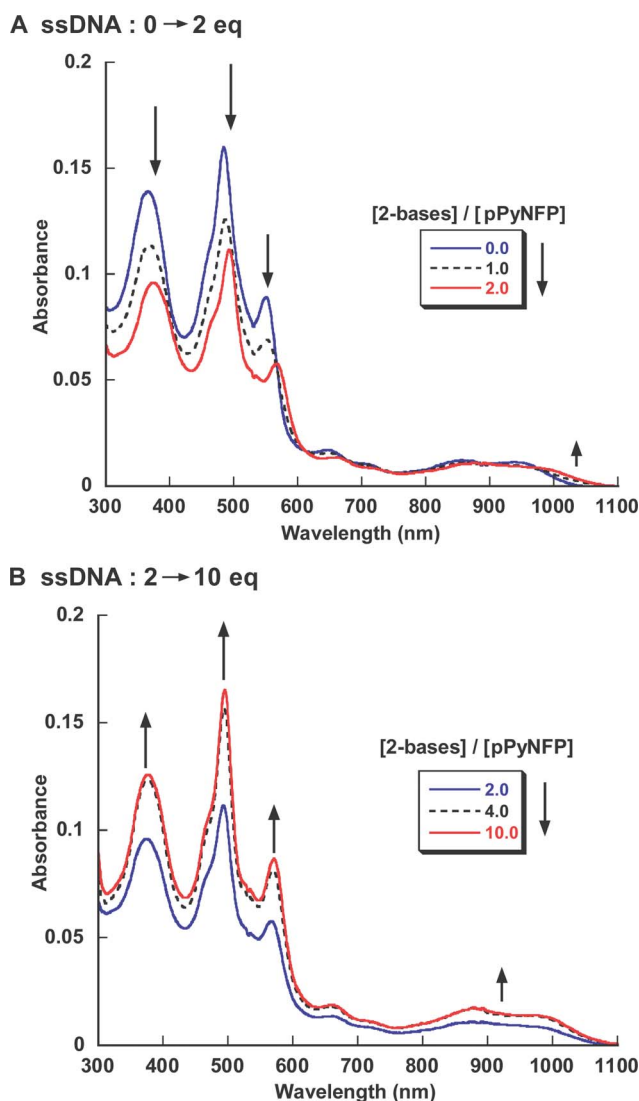 A ssDNA : 0 → 2 eq
0.2
0.15
0.1
0.05
0
Absorbance
[2-bases] / [pPyNFP]
0.0
1.0
2.0
300 400 500 600 700 800 900 1000 1100
Wavelength (nm)
B ssDNA : 2 → 10 eq
0.2
0.15
0.1
0.05
0
Absorbance
[2-bases] / [pPyNFP]
2.0
4.0
10.0
300 400 500 600 700 800 900 1000 1100
Wavelength (nm)